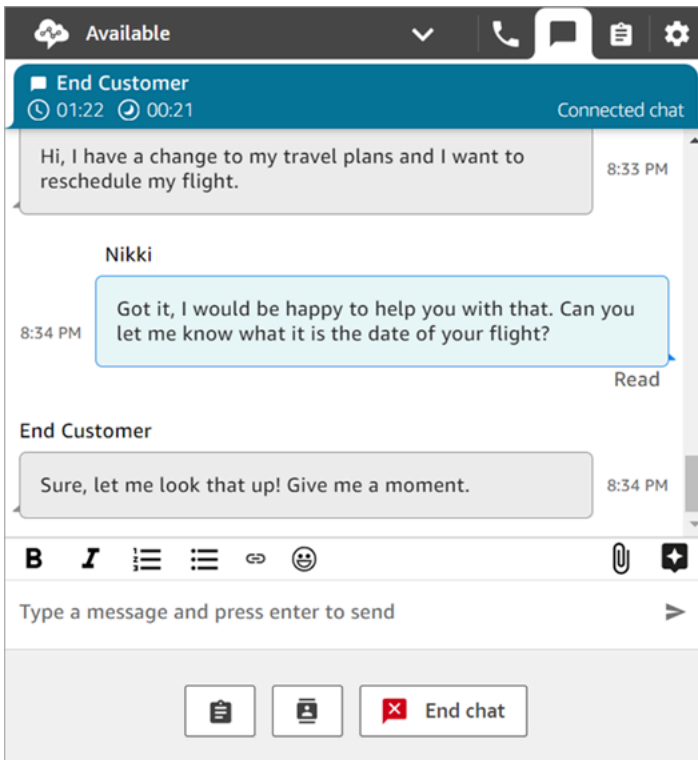 Available
End Customer
01:22 00:21
Connected chat
Hi, I have a change to my travel plans and I want to
reschedule my flight.
8:33 PM
Nikki
Got it, I would be happy to help you with that. Can you
let me know what it is the date of your flight?
8:34 PM
Read
End Customer
Sure, let me look that up! Give me a moment.
8:34 PM
B I
Type a message and press enter to send
End chat